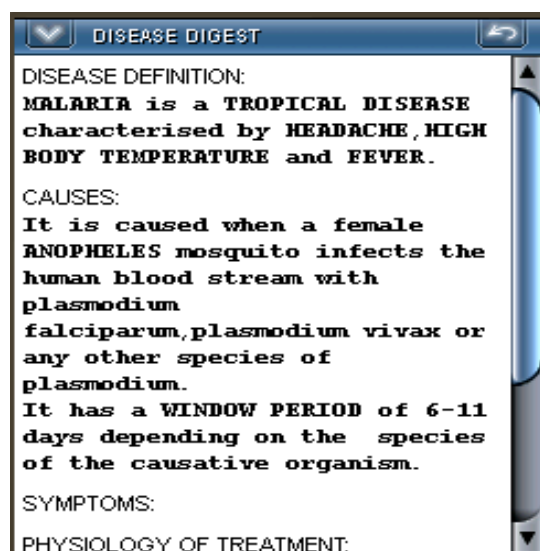 DISEASE DIGEST
DISEASE DEFINITION:
MALARIA is a TROPICAL DISEASE
characterised by HEADACHE,HIGH
BODY TEMPERATURE and FEVER.
CAUSES:
It is caused when a female
ANOPHELES mosquito infects the
human blood stream with
plasmodium
falciparum,plasmodium vivax or
any other species of
plasmodium.
It has a WINDOW PERIOD of 6-11
days depending on the  species
of the causative organism.
SYMPTOMS:
PHYSIOLOGY OF TREATMENT: